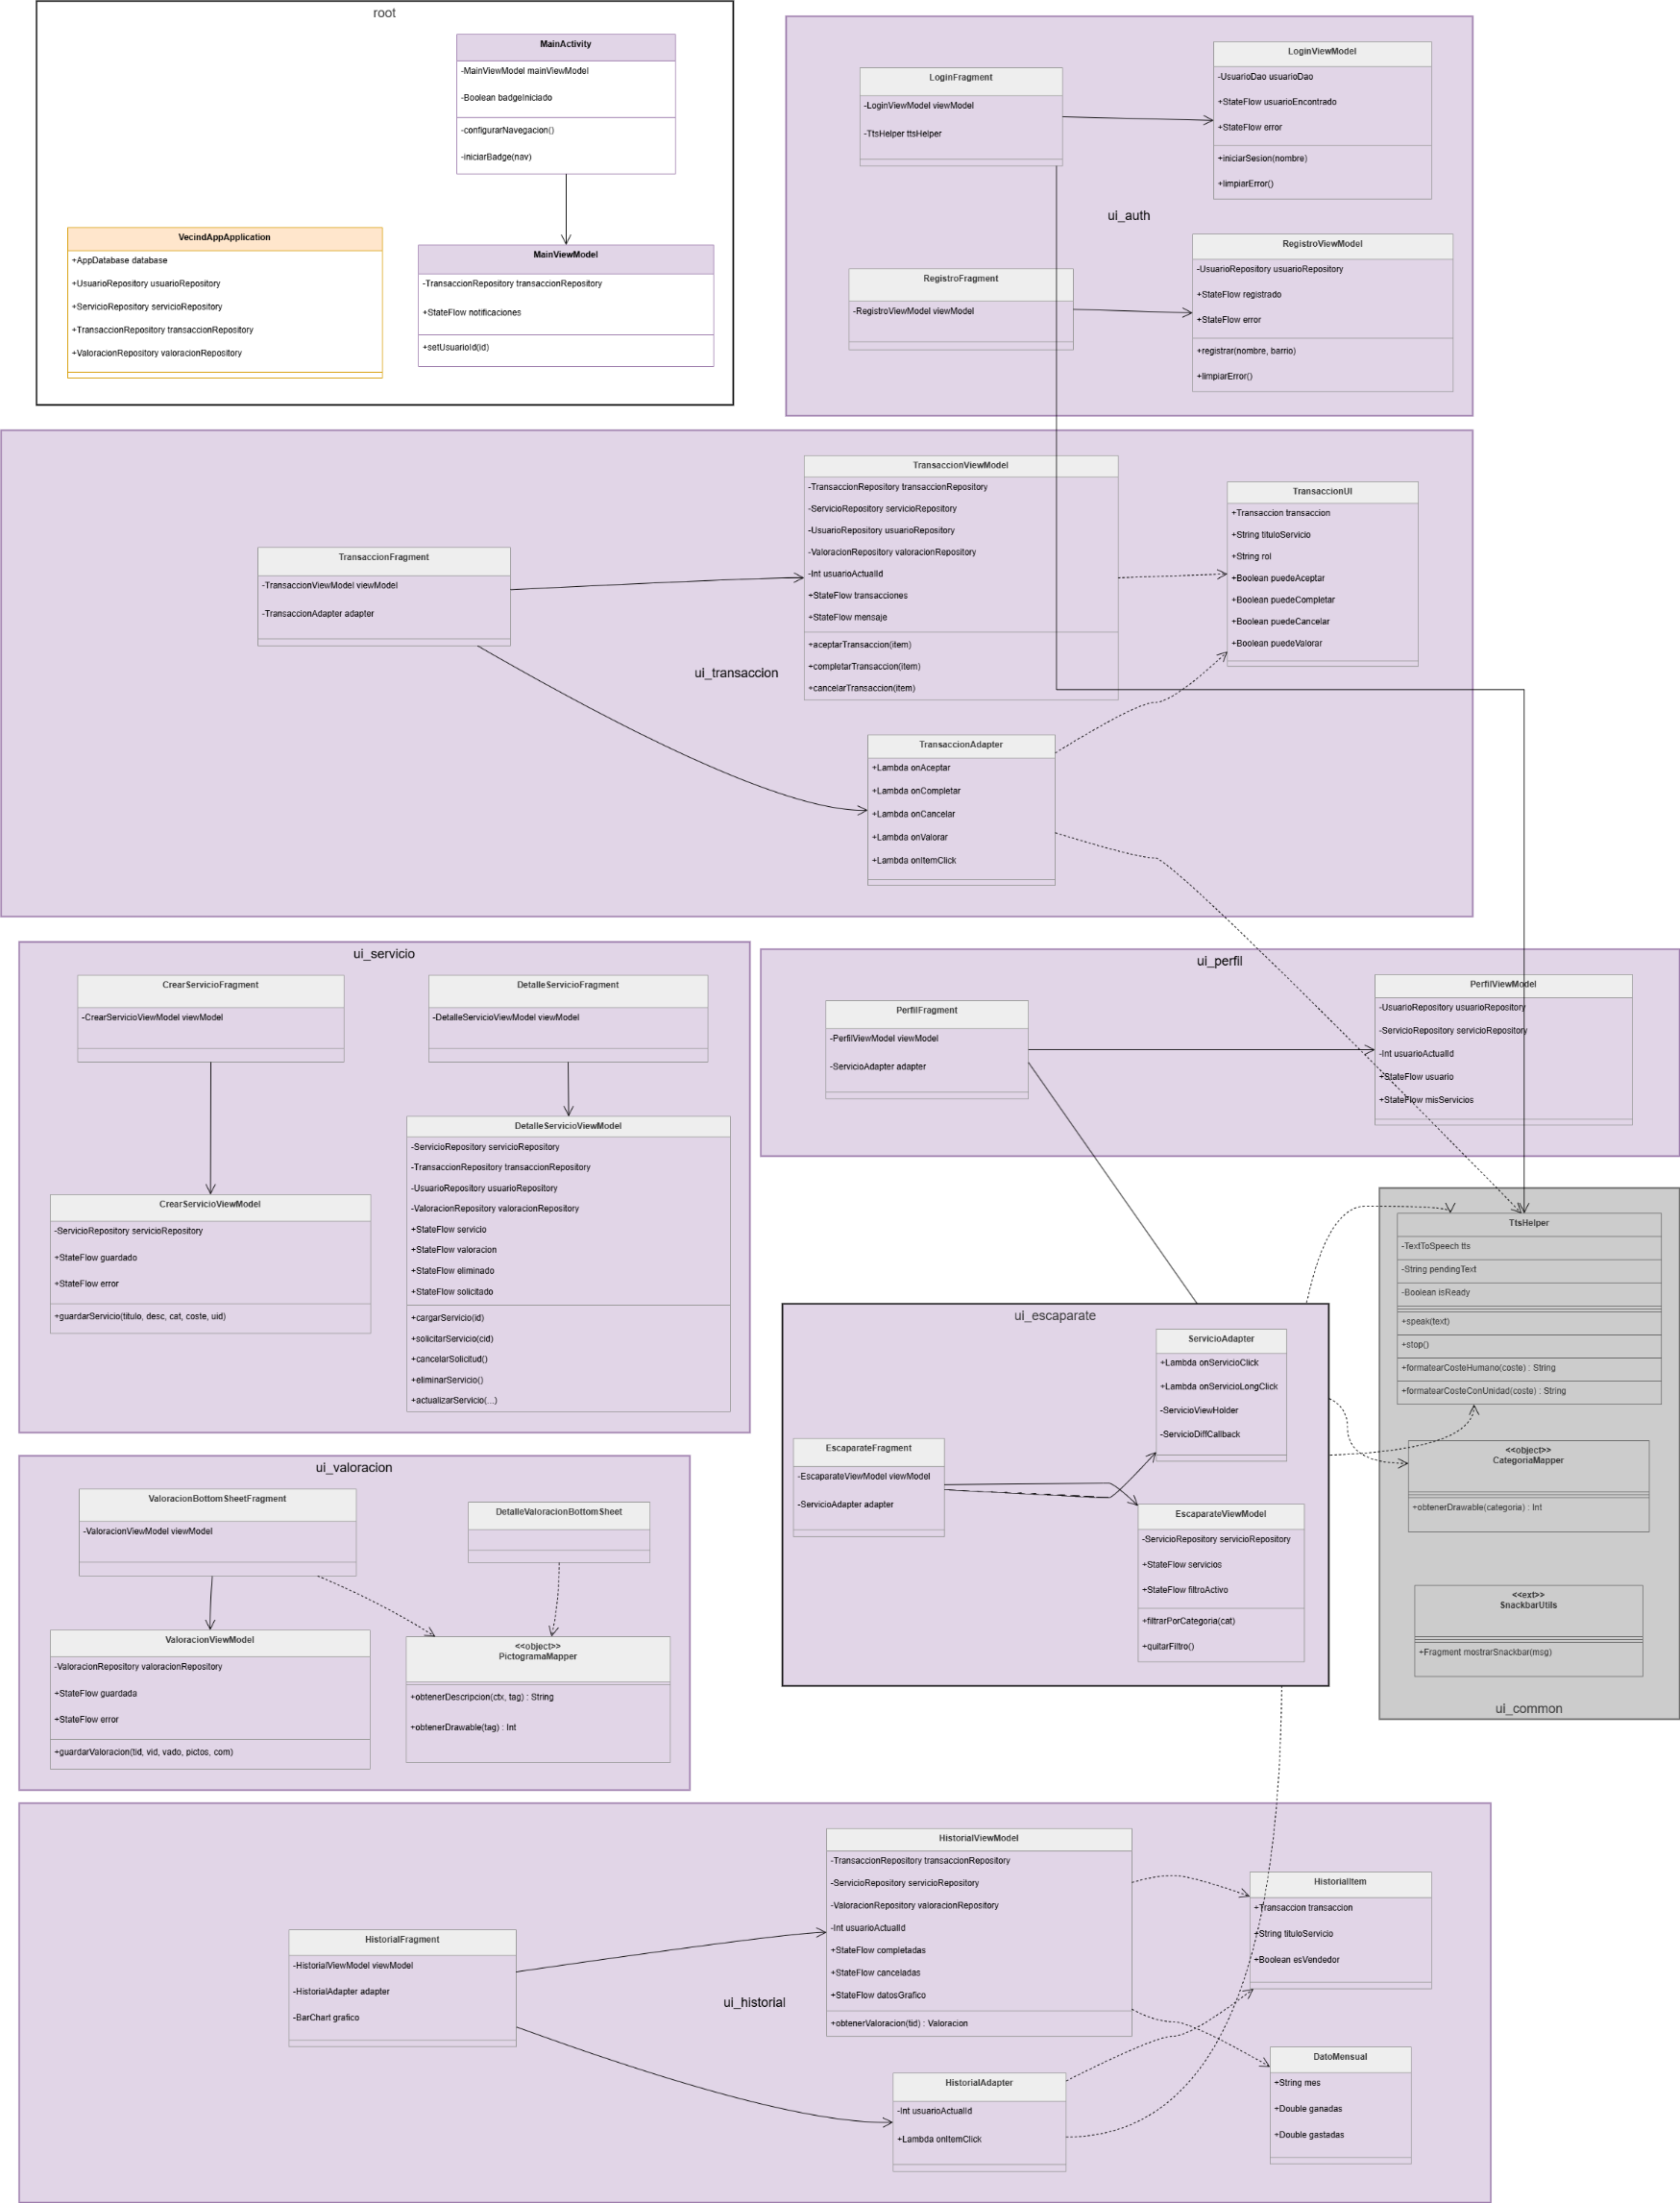 root
MainActivity
-MainViewModel mainViewModel
-Boolean badgeIniciado
-configurarNavegacion()
-iniciarBadge(nav)
VecindAppApplication
+AppDatabase database
+UsuarioRepository usuarioRepository
+ServicioRepository servicioRepository
+TransaccionRepository transaccionRepository
+ValoracionRepository valoracionRepository
MainViewModel
-TransaccionRepository transaccionRepository
+StateFlow notificaciones
+setUsuarioId(id)
ui_auth
LoginFragment
-LoginViewModel viewModel
-TtsHelper ttsHelper
LoginViewModel
-UsuarioDao usuarioDao
+StateFlow usuarioEncontrado
+StateFlow error
+iniciarSesion(nombre)
+limpiarError()
RegistroFragment
-RegistroViewModel viewModel
RegistroViewModel
-UsuarioRepository usuarioRepository
+StateFlow registrado
+StateFlow error
+registrar(nombre, barrio)
+limpiarError()
ui_transaccion
TransaccionFragment
-TransaccionViewModel viewModel
-TransaccionAdapter adapter
TransaccionViewModel
-TransaccionRepository transaccionRepository
-ServicioRepository servicioRepository
-UsuarioRepository usuarioRepository
-ValoracionRepository valoracionRepository
-Int usuarioActualId
+StateFlow transacciones
+StateFlow mensaje
+aceptarTransaccion(item)
+completarTransaccion(item)
+cancelarTransaccion(item)
TransaccionUI
+Transaccion transaccion
+String tituloServicio
+String rol
+Boolean puedeAceptar
+Boolean puedeCompletar
+Boolean puedeCancelar
+Boolean puedeValorar
TransaccionAdapter
+Lambda onAceptar
+Lambda onCompletar
+Lambda onCancelar
+Lambda onValorar
+Lambda onItemClick
ui_servicio
CrearServicioFragment
-CrearServicioViewModel viewModel
DetalleServicioFragment
-DetalleServicioViewModel viewModel
CrearServicioViewModel
-ServicioRepository servicioRepository
+StateFlow guardado
+StateFlow error
+guardarServicio(titulo, desc, cat, coste, uid)
DetalleServicioViewModel
-ServicioRepository servicioRepository
-TransaccionRepository transaccionRepository
-UsuarioRepository usuarioRepository
-ValoracionRepository valoracionRepository
+StateFlow servicio
+StateFlow valoracion
+StateFlow eliminado
+StateFlow solicitado
+cargarServicio(id)
+solicitarServicio(cid)
+cancelarSolicitud()
+eliminarServicio()
+actualizarServicio(...)
ui_perfil
PerfilFragment
-PerfilViewModel viewModel
-ServicioAdapter adapter
PerfilViewModel
-UsuarioRepository usuarioRepository
-ServicioRepository servicioRepository
-Int usuarioActualId
+StateFlow usuario
+StateFlow misServicios
TtsHelper
-TextToSpeech tts
-String pendingText
-Boolean isReady
+speak(text)
+stop()
+formatearCosteHumano(coste) : String
+formatearCosteConUnidad(coste) : String
<<object>>
CategoriaMapper
+obtenerDrawable(categoria) : Int
<<ext>>
SnackbarUtils
+Fragment mostrarSnackbar(msg)
ui_common
ui_escaparate
ServicioAdapter
+Lambda onServicioClick
+Lambda onServicioLongClick
-ServicioViewHolder
-ServicioDiffCallback
EscaparateFragment
-EscaparateViewModel viewModel
-ServicioAdapter adapter
EscaparateViewModel
-ServicioRepository servicioRepository
+StateFlow servicios
+StateFlow filtroActivo
+filtrarPorCategoria(cat)
+quitarFiltro()
ui_valoracion
ValoracionBottomSheetFragment
-ValoracionViewModel viewModel
DetalleValoracionBottomSheet
ValoracionViewModel
-ValoracionRepository valoracionRepository
+StateFlow guardada
+StateFlow error
+guardarValoracion(tid, vid, vado, pictos, com)
<<object>>
PictogramaMapper
+obtenerDescripcion(ctx, tag) : String
+obtenerDrawable(tag) : Int
ui_historial
HistorialFragment
-HistorialViewModel viewModel
-HistorialAdapter adapter
-BarChart grafico
HistorialViewModel
-TransaccionRepository transaccionRepository
-ServicioRepository servicioRepository
-ValoracionRepository valoracionRepository
-Int usuarioActualId
+StateFlow completadas
+StateFlow canceladas
+StateFlow datosGrafico
+obtenerValoracion(tid) : Valoracion
HistorialItem
+Transaccion transaccion
+String tituloServicio
+Boolean esVendedor
HistorialAdapter
-Int usuarioActualId
+Lambda onItemClick
DatoMensual
+String mes
+Double ganadas
+Double gastadas